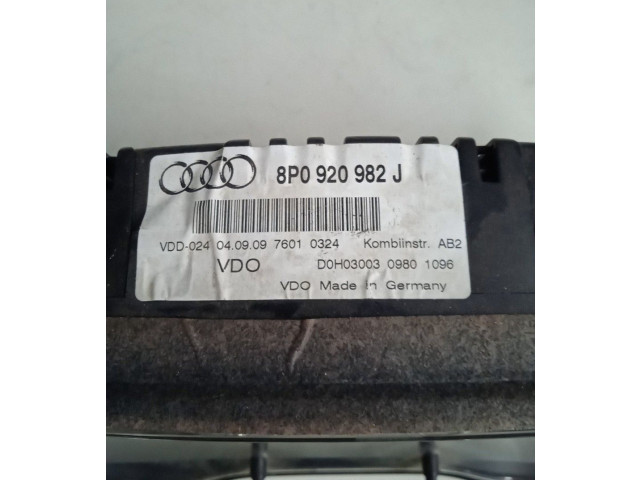 8P0 920 982 J
VDD-024 04.09.09 7601 0324 Kombiinstr. AB2
VDO D0H03003 0980 1096
VDO Made In Germany